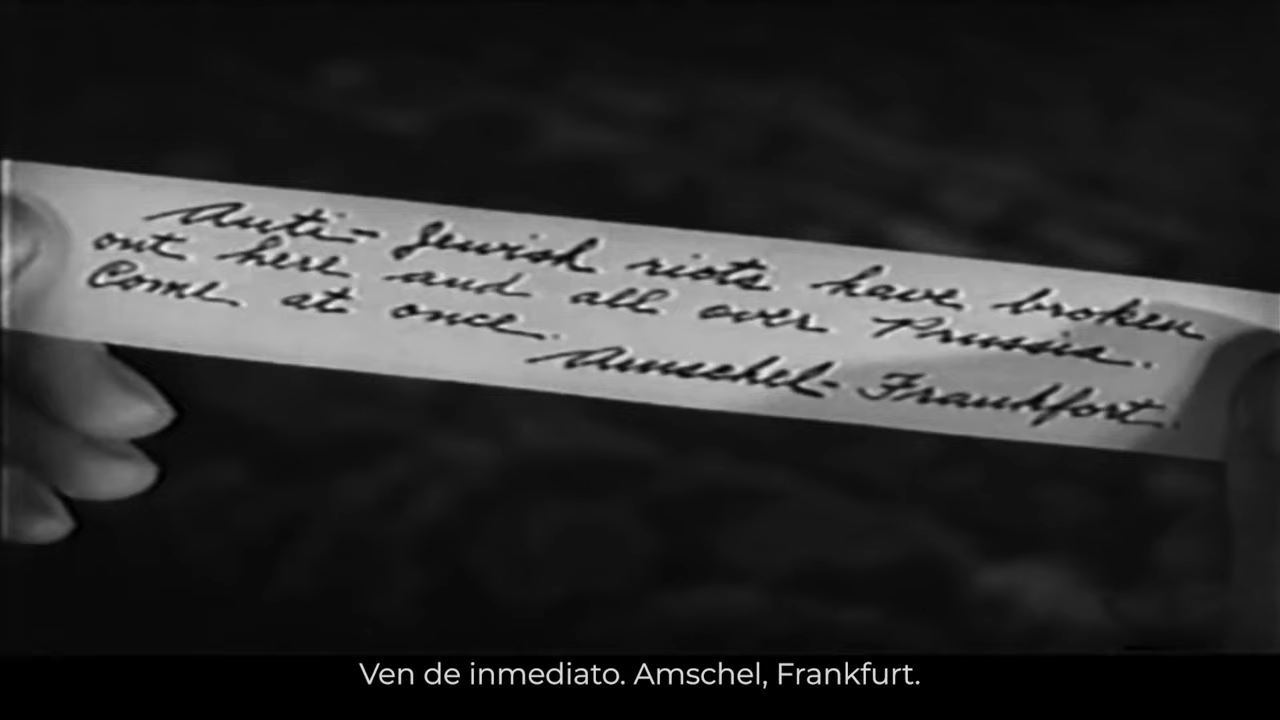 Anti-Jewish riots have broken
out here and all over Prussia.
Come at once.
Amschel - Frankfort.
Ven de inmediato. Amschel, Frankfurt.